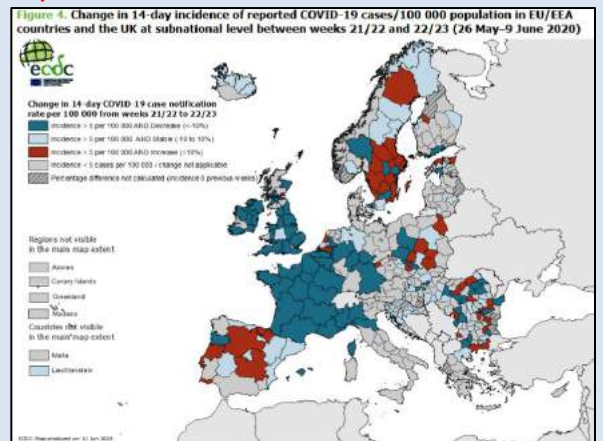 Figure 4. Change in 14-day incidence of reported COVID-19 cases/100 000 population in EU/EEA
countries and the UK at subnational level between weeks 21/22 and 22/23 (26 May–9 June 2020)
ecdc
Change in 14-day COVID-19 case notification
rate per 100 000 from weeks 21/22 to 22/23
Incidence > 5 per 100 000 AND Decrease (<-10%)
Incidence > 5 per 100 000 AND Stable (-10 to 10%)
Incidence > 5 per 100 000 AND Increase (>10%)
Incidence < 5 cases per 100 000 / change not applicable
Percentage difference not calculated (incidence 0 previous weeks)
Regions not visible
in the main map extent
Azores
Canary Islands
Greenland
Madeira
Countries not visible
in the main map extent
Malta
Liechtenstein